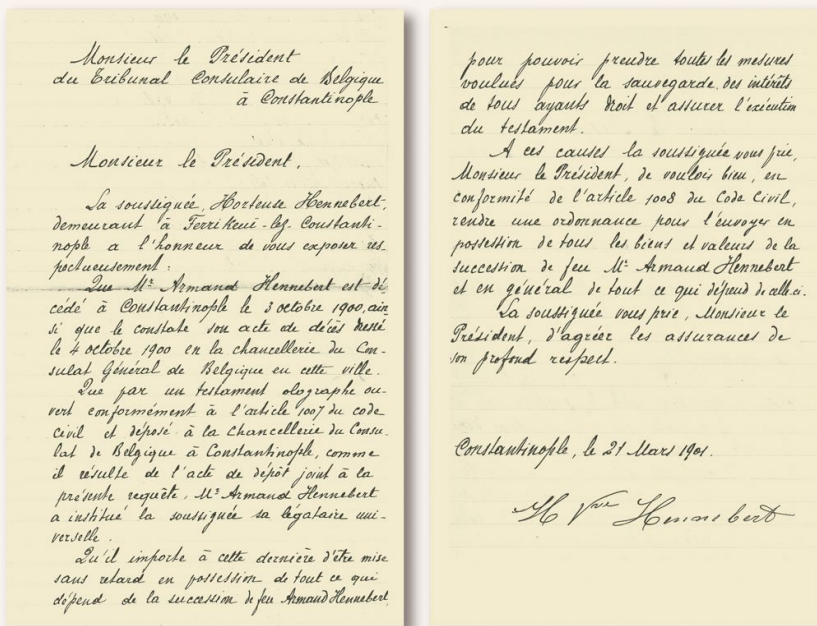 Monsieur le Président
du Tribunal Consulaire de Belgique
à Constantinople
Monsieur le Président,
La soussignée, Hortense Hennebert,
demeurant à Ferrikeui-lez-Constanti-
nople a l'honneur de vous exposer res-
pectueusement :
Que Mr Armand Hennebert est dé-
cédé à Constantinople le 3 octobre 1900, ain
si que le constate son acte de décès dressé
le 4 octobre 1900 en la chancellerie du Con-
sulat Général de Belgique en cette ville.
Que par un testament olographe ou-
vert conformément à l'article 1007 du code
civil et déposé à la Chancellerie du Consu-
lat de Belgique à Constantinople, comme
il résulte de l'acte de dépôt joint à la
présente requête, Mr Armand Hennebert
a institué la soussignée sa légataire uni-
verselle.
Qu'il importe à cette dernière d'être mise
sans retard en possession de tout ce qui
dépend de la succession de feu Armand Hennebert
pour pouvoir prendre toutes les mesures
voulues pour la sauvegarde des intérêts
de tous ayants droit et assurer l'exécution
du testament.
A ces causes la soussignée vous prie,
Monsieur le Président, de vouloir bien, en
conformité de l'article 1008 du Code Civil,
rendre une ordonnance pour l'envoyer en
possession de tous les biens et valeurs de la
succession de feu Mr Armand Hennebert
et en général de tout ce qui dépend de celle-ci.
La soussignée vous prie, Monsieur le
Président, d'agréer les assurances de
son profond respect.
Constantinople, le 21 Mars 1901.
H Vve Hennebert